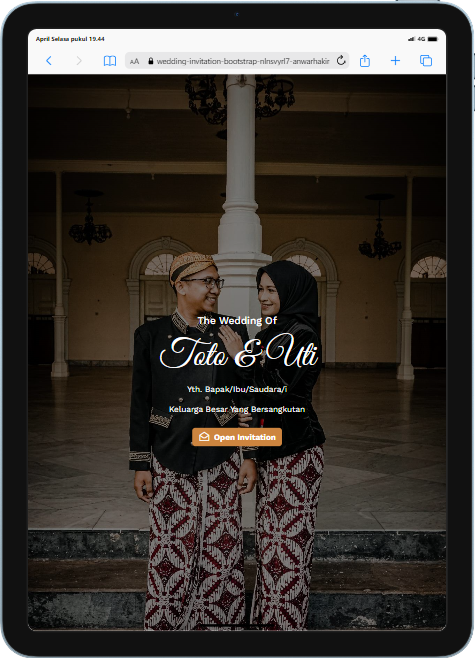 April Selasa pukul 19.44
4G
AA
wedding-invitation-bootstrap-nlnsvyrl7-anwarhakir
The Wedding Of
Toto & Uti
Yth. Bapak/Ibu/Saudara/i
Keluarga Besar Yang Bersangkutan
Open Invitation